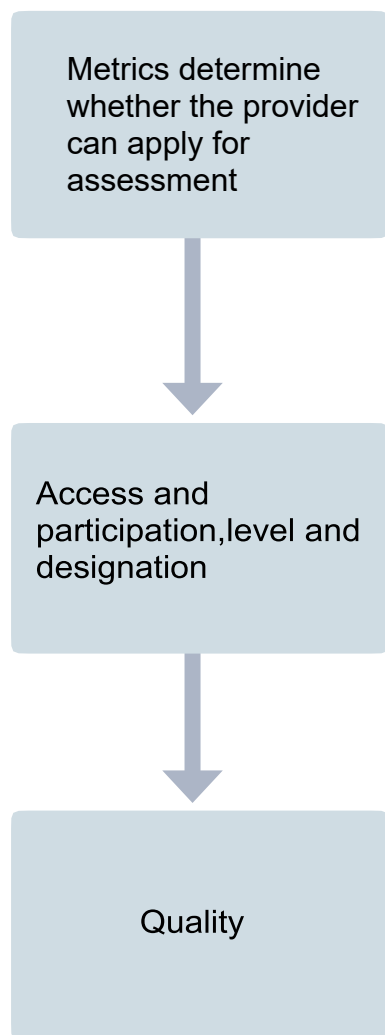 Metrics determine
whether the provider
can apply for
assessment
Access and
participation,level and
designation
Quality